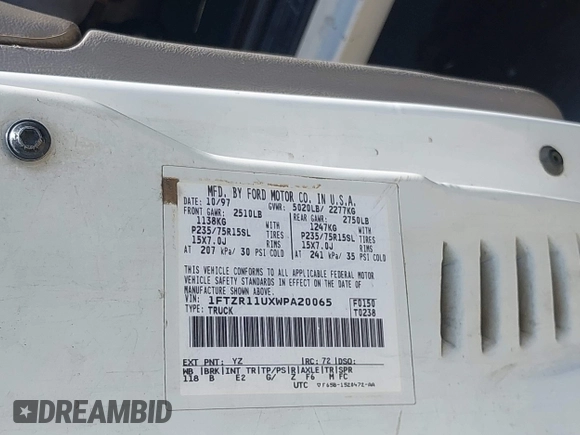 MFD. BY FORD MOTOR CO. IN U.S.A.
DATE: 10/97 GVWR: 5020LB/ 2277KG
FRONT GAWR: 2510LB REAR GAWR: 2750LB
1138KG WITH 1247KG WITH
P235/75R15SL TIRES P235/75R15SL TIRES
15X7.0J RIMS 15X7.0J RIMS
AT 207 kPa/ 30 PSI COLD AT 241 kPa/ 35 PSI COLD
THIS VEHICLE CONFORMS TO ALL APPLICABLE FEDERAL MOTOR
VEHICLE SAFETY STANDARDS IN EFFECT ON THE DATE OF
MANUFACTURE SHOWN ABOVE.
VIN: 1FTZR11UXWPA20065 F0150
TYPE: TRUCK T0238
EXT PNT: YZ RC: 72 DSO:
WB BRK INT TR TP/PS R AXLE TR SPR
118 B E2 G/ Z F6 M FC
UTC
DREAMBID